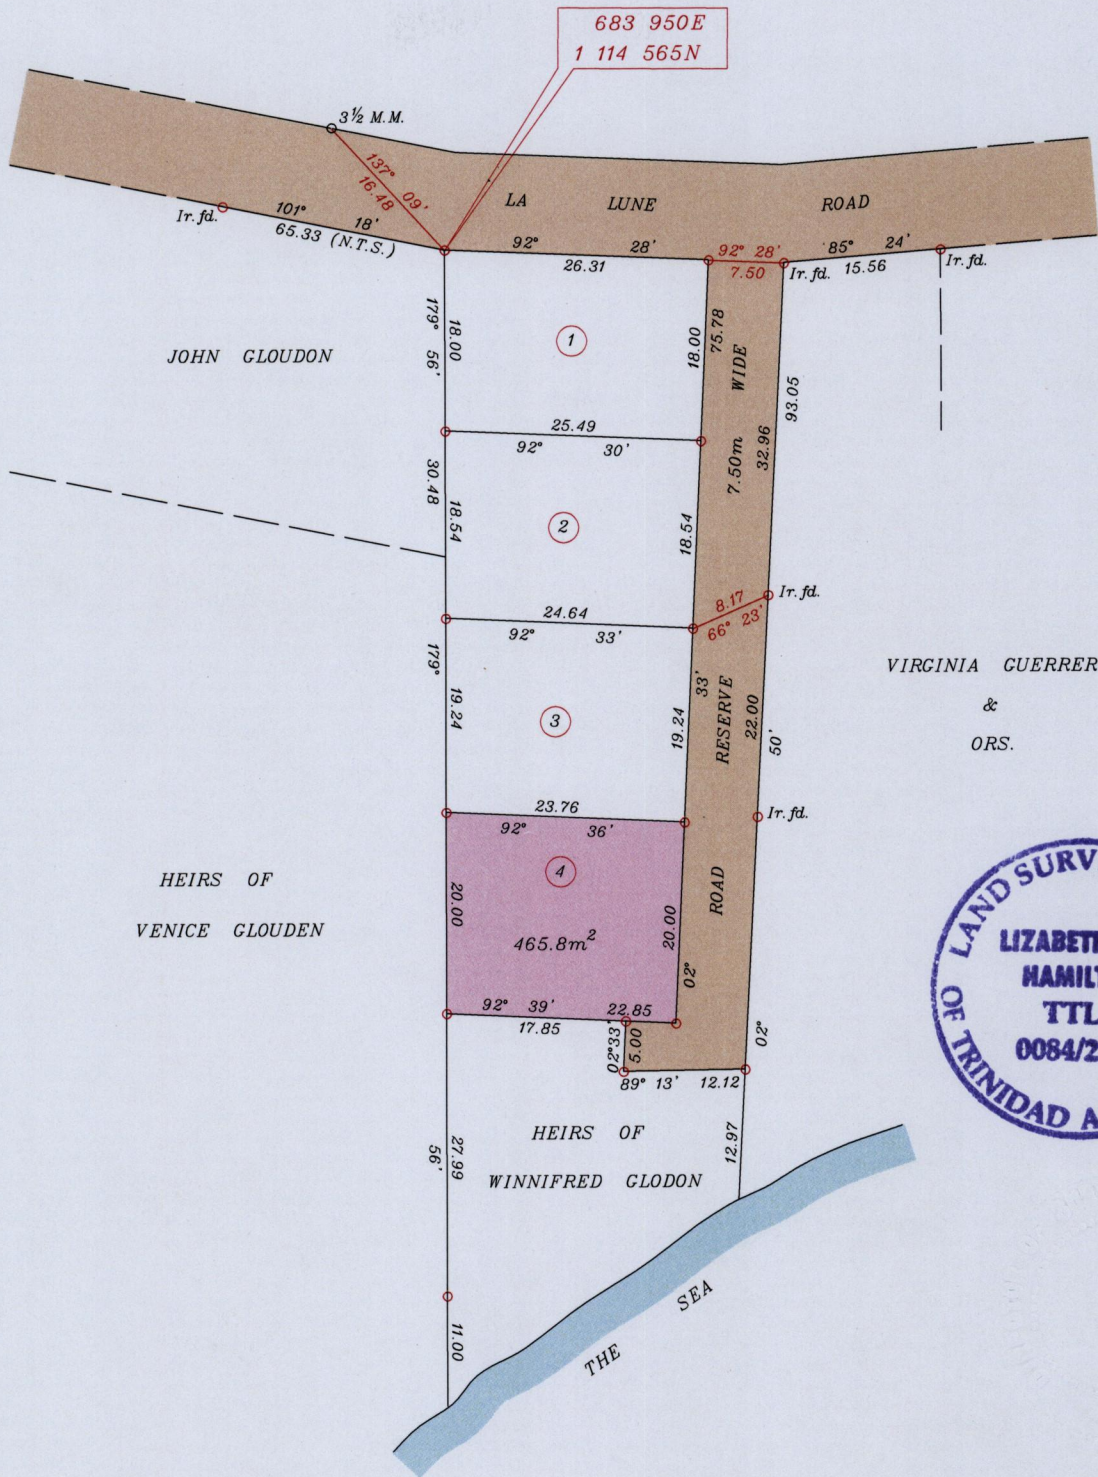 683 950E
1 114 565N
3½ M.M.
137° 09'
16.48
LA LUNE ROAD
Ir. fd.
101° 18'
65.33 (N.T.S.)
92° 28'
26.31
92° 28'
7.50
Ir. fd.
85° 24'
15.56
Ir. fd.
JOHN GLOUDON
179° 56'
18.00
1
18.00
75.78
WIDE
93.05
25.49
92° 30'
7.50m
32.96
30.48
18.54
2
18.54
24.64
92° 33'
8.17
66° 23'
Ir. fd.
179°
19.24
3
19.24
33'
RESERVE
22.00
50'
VIRGINIA GUERRER
&
ORS.
23.76
92° 36'
Ir. fd.
4
HEIRS OF
VENICE GLOUDEN
20.00
465.8m²
20.00
02°
ROAD
92° 39'
22.85
17.85
02°33'
5.00
02°
89° 13'
12.12
HEIRS OF
WINNIFRED GLODON
12.97
27.99
56'
11.00
THE SEA
LAND SURV
LIZABET
HAMIL
TTL
0084/2
OF TRINIDAD A